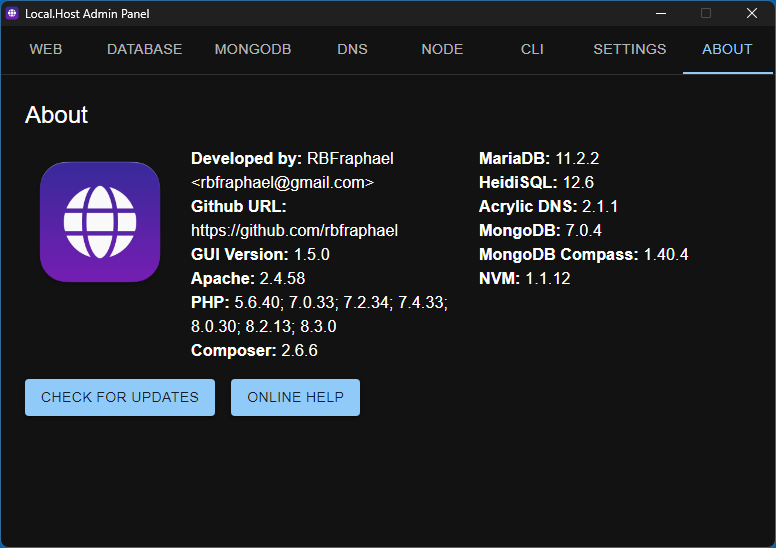 Local.Host Admin Panel
WEB DATABASE MONGODB DNS NODE CLI SETTINGS ABOUT
About
Developed by: RBFraphael
<rbfraphael@gmail.com>
Github URL:
https://github.com/rbfraphael
GUI Version: 1.5.0
Apache: 2.4.58
PHP: 5.6.40; 7.0.33; 7.2.34; 7.4.33;
8.0.30; 8.2.13; 8.3.0
Composer: 2.6.6
MariaDB: 11.2.2
HeidiSQL: 12.6
Acrylic DNS: 2.1.1
MongoDB: 7.0.4
MongoDB Compass: 1.40.4
NVM: 1.1.12
CHECK FOR UPDATES ONLINE HELP